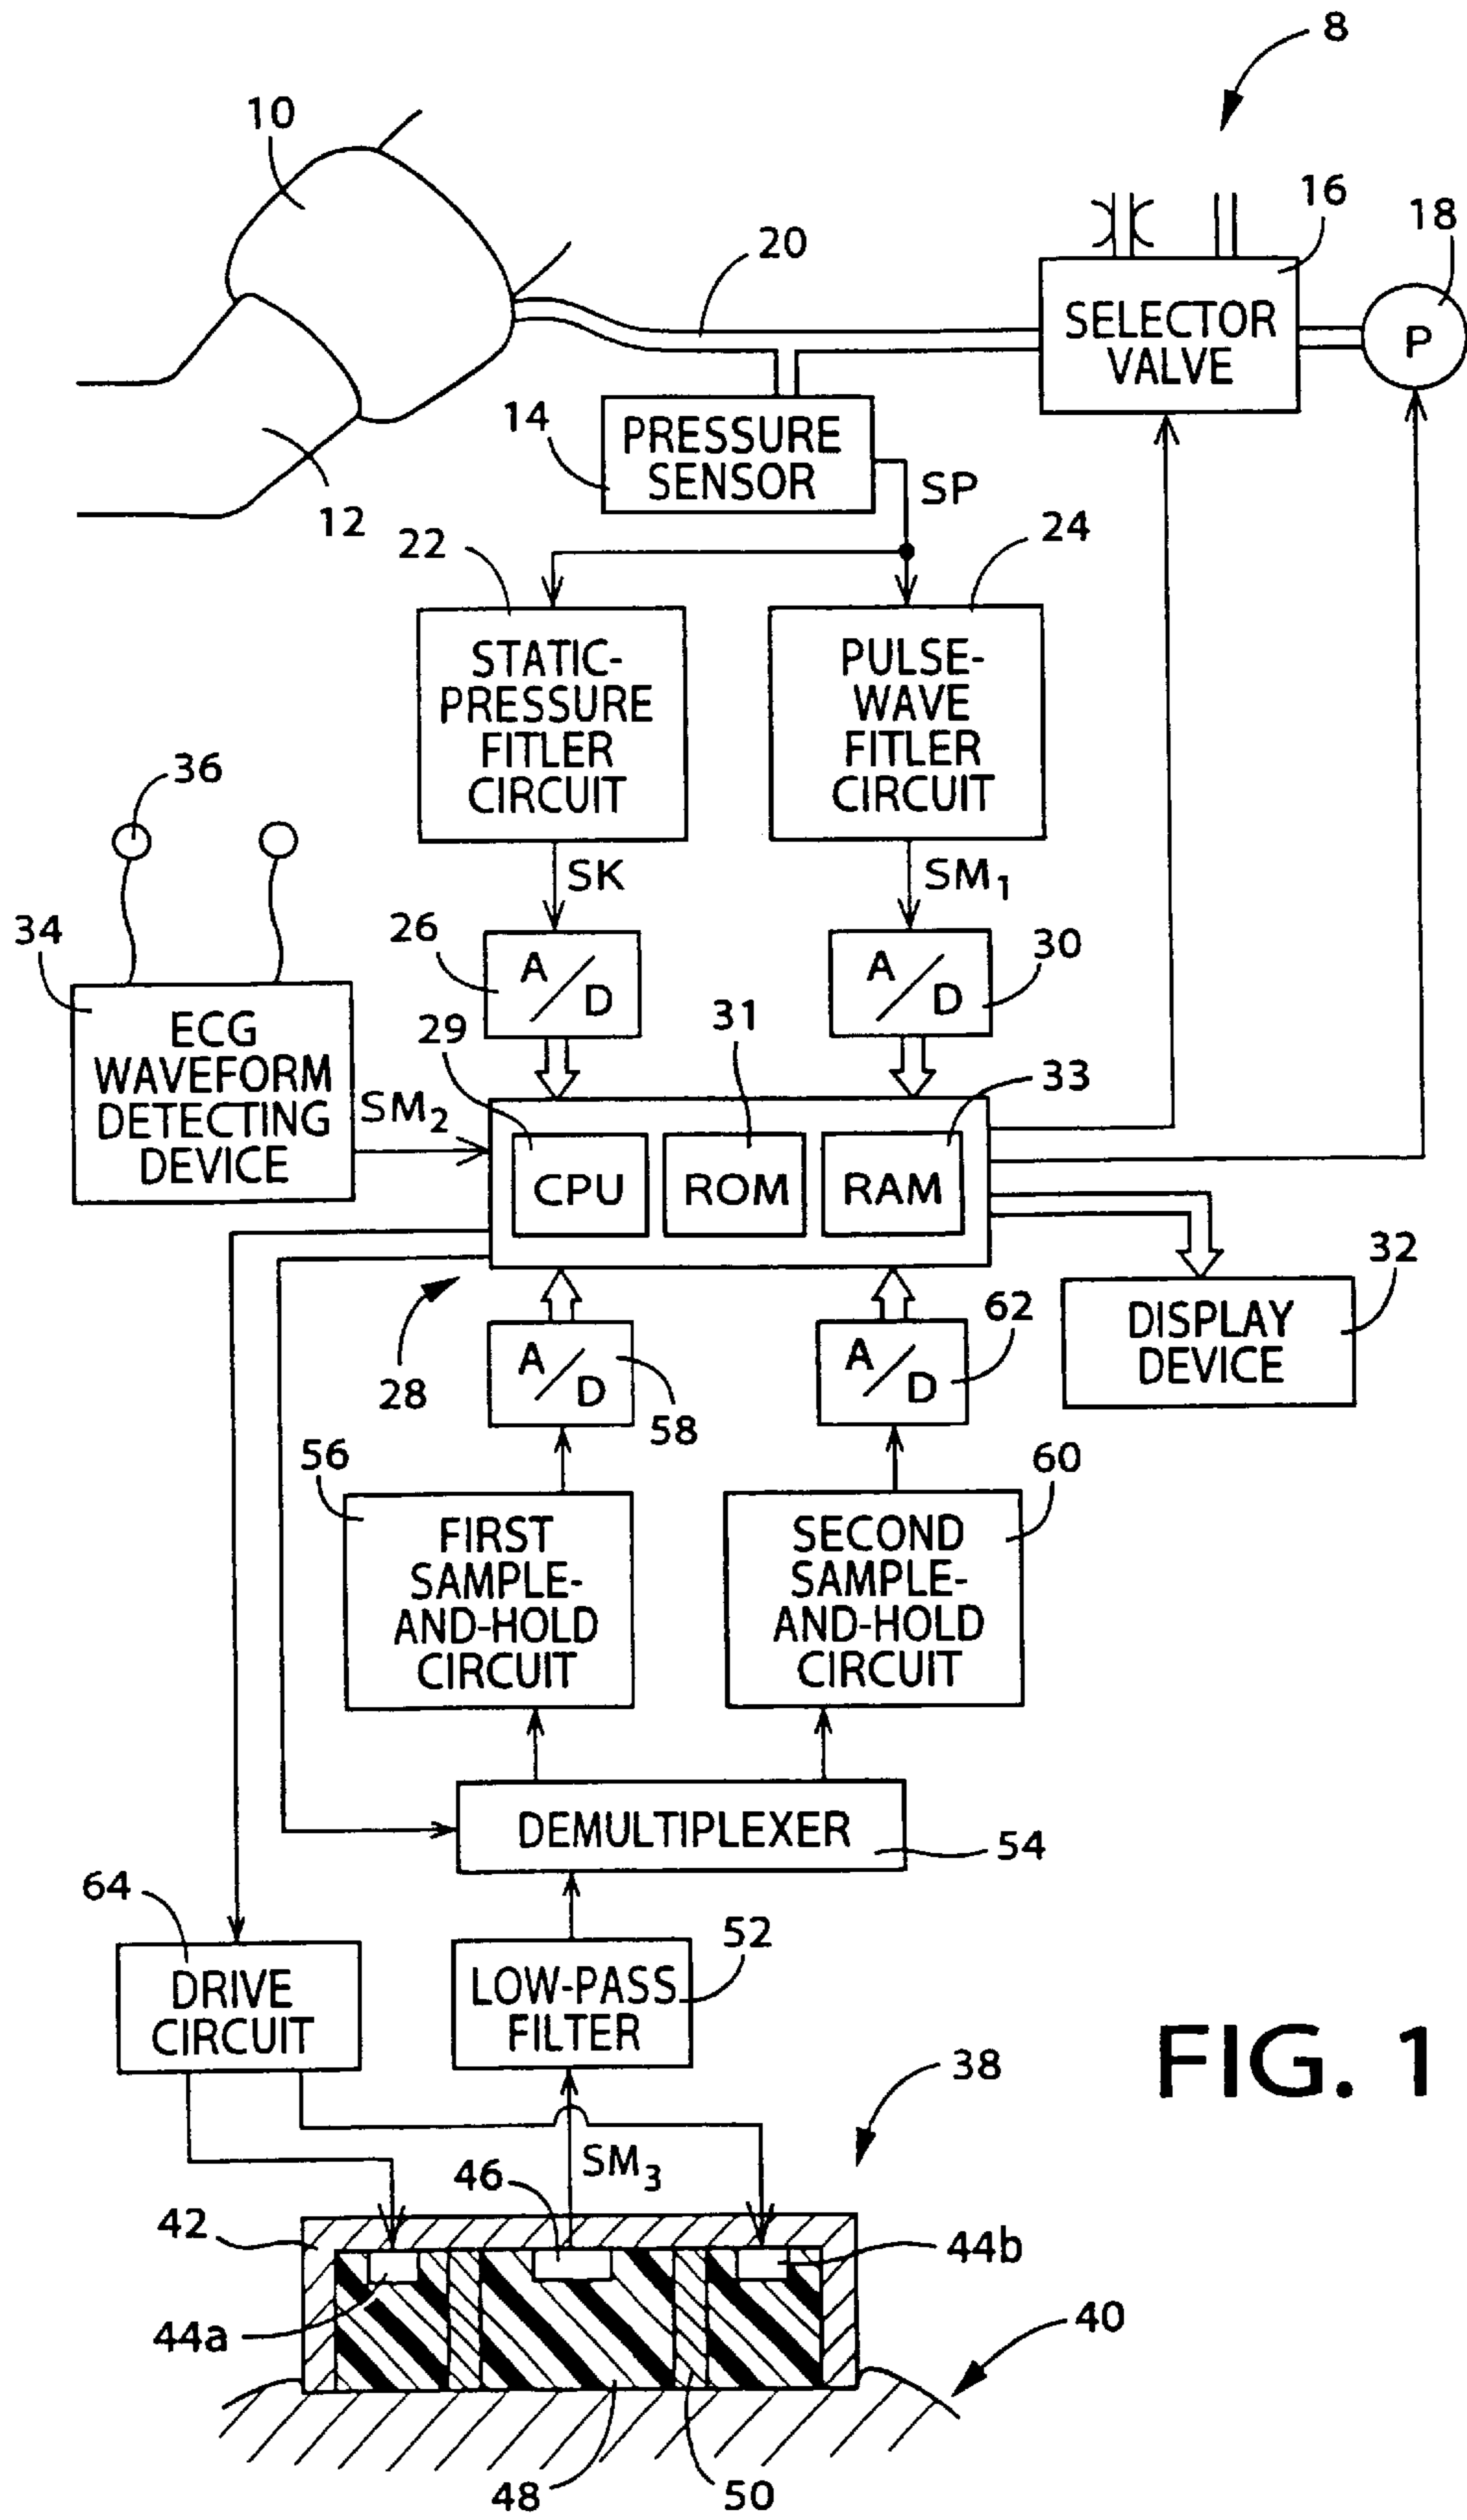 8
10
16
18
20
SELECTOR
VALVE
P
14
PRESSURE
SENSOR
SP
12
22
24
STATIC-
PRESSURE
FITLER
CIRCUIT
PULSE-
WAVE
FITLER
CIRCUIT
36
SK
SM1
34
26
A/D
30
A/D
ECG
WAVEFORM
DETECTING
DEVICE
29
31
33
SM2
CPU
ROM
RAM
32
DISPLAY
DEVICE
28
A/D
58
62
A/D
56
60
FIRST
SAMPLE-
AND-HOLD
CIRCUIT
SECOND
SAMPLE-
AND-HOLD
CIRCUIT
DEMULTIPLEXER
54
64
52
DRIVE
CIRCUIT
LOW-PASS
FILTER
FIG. 1
38
46
SM3
42
44b
44a
40
48
50